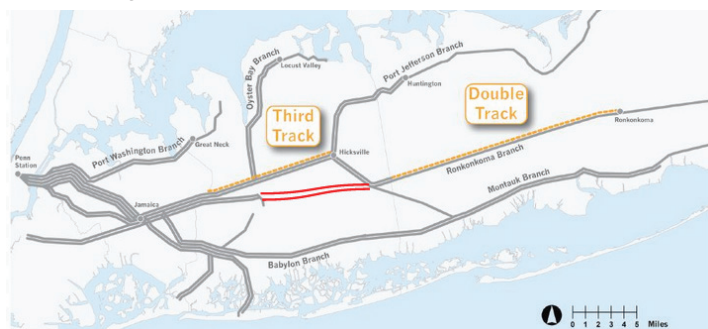 Oyster Bay Branch
Locust Valley
Port Jefferson Branch
Huntington
Third
Track
Double
Track
Port Washington Branch
Great Neck
Ronkonkoma
Penn
Station
Hicksville
Ronkonkoma Branch
Montauk Branch
Jamaica
Babylon Branch
0 1 2 3 4 5 Miles